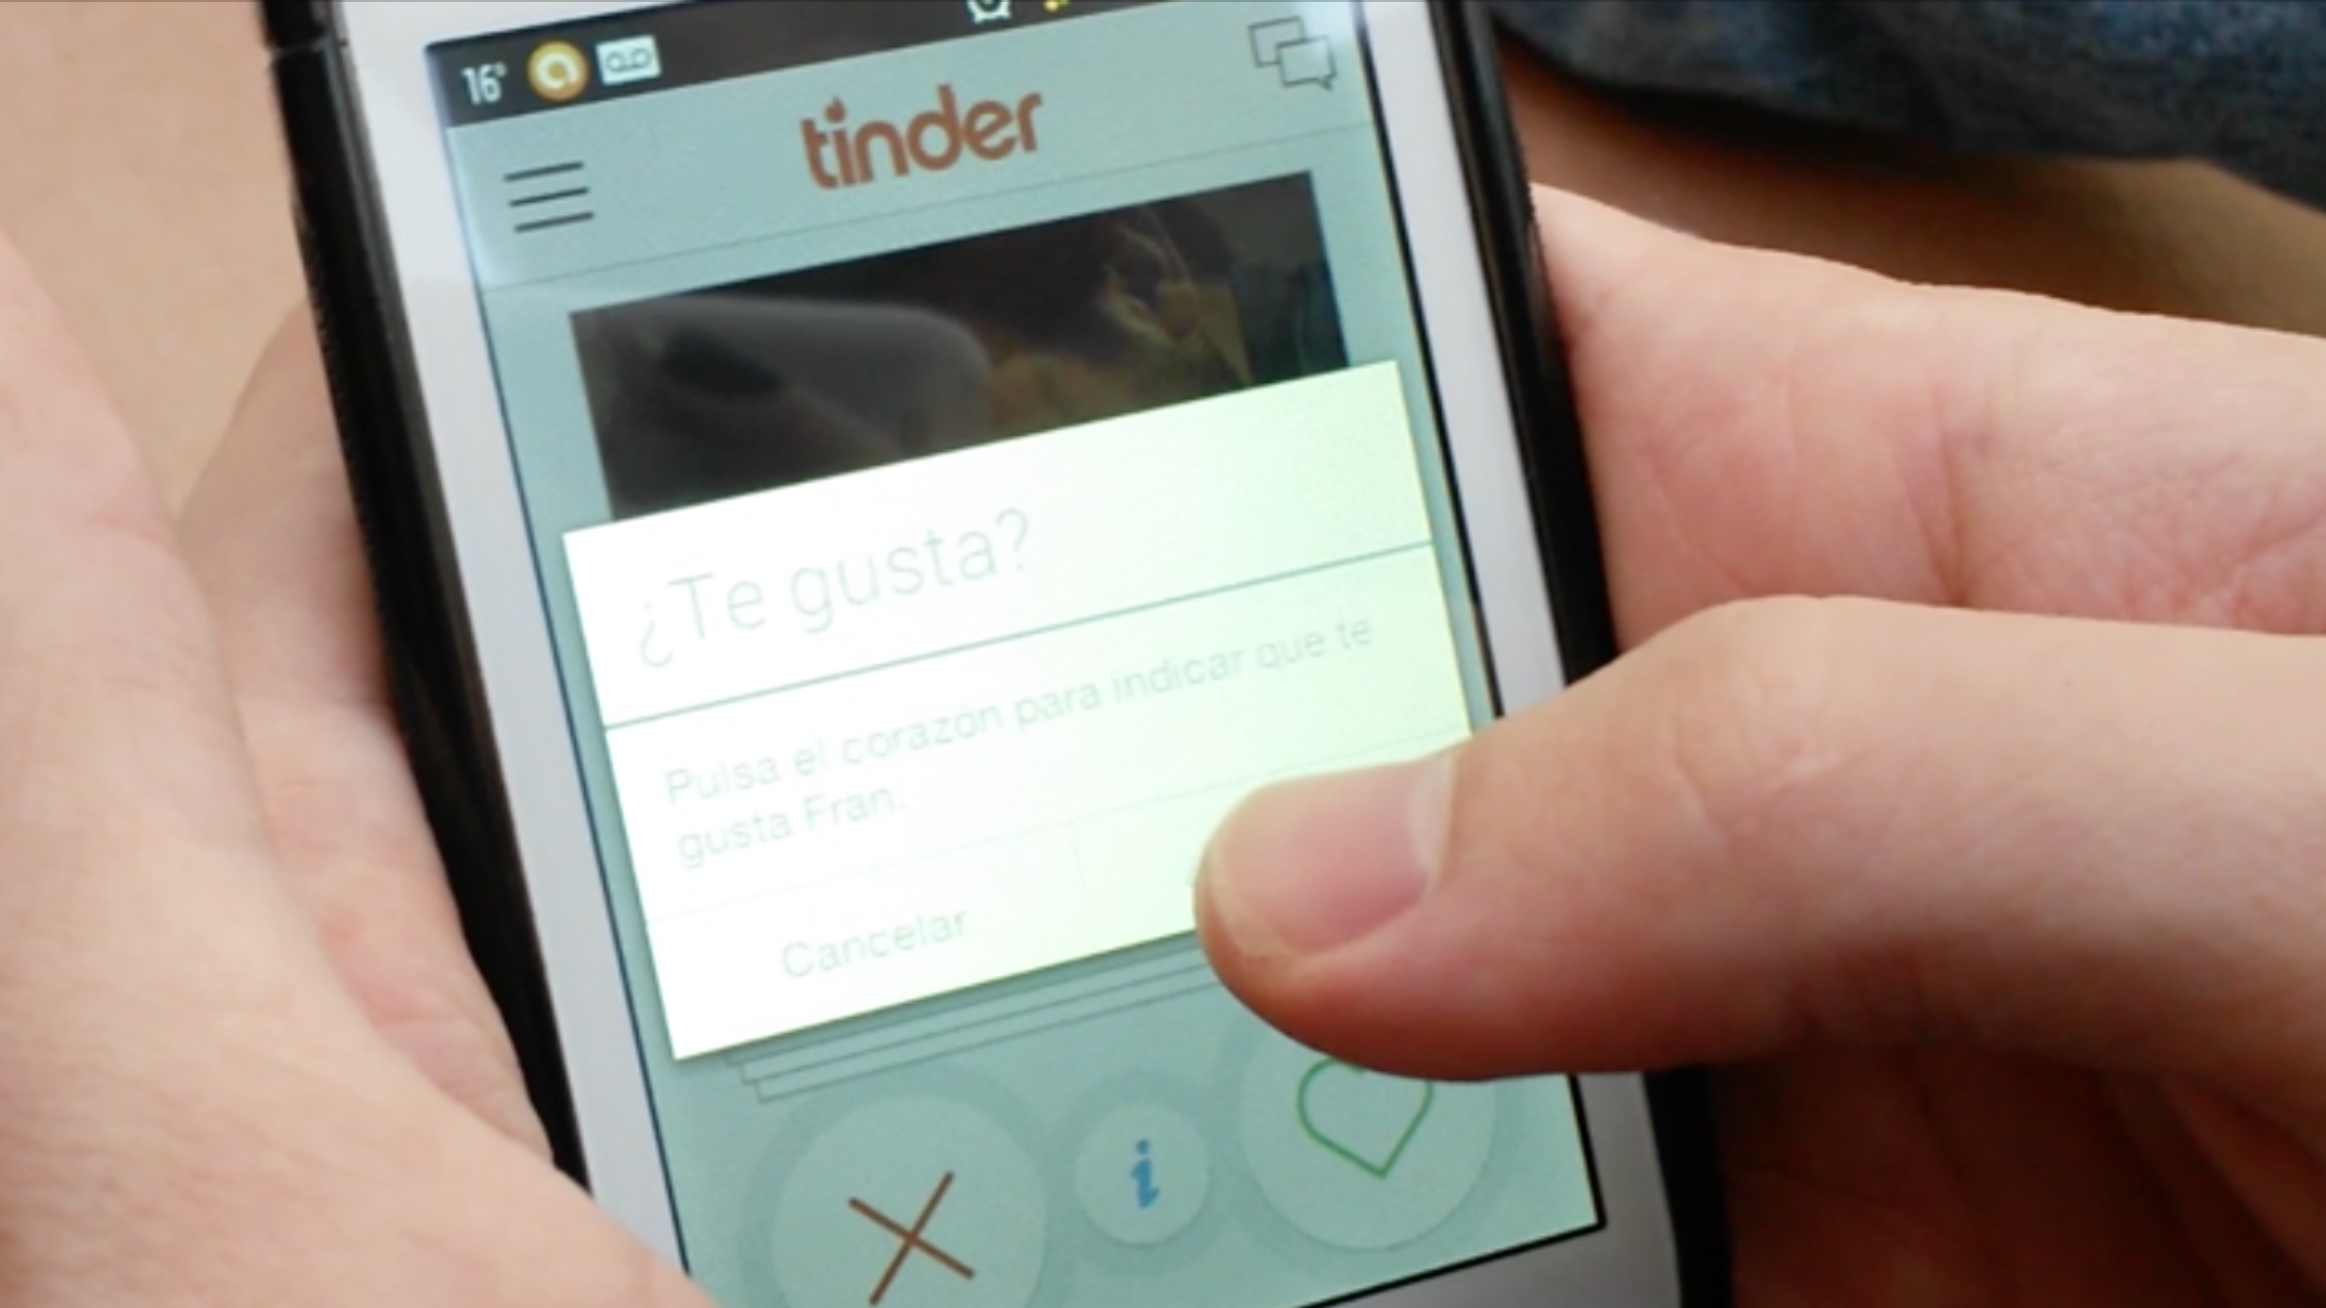 16°
tinder
¿Te gusta?
Pulsa el corazón para indicar que te
gusta Fran.
Cancelar
i